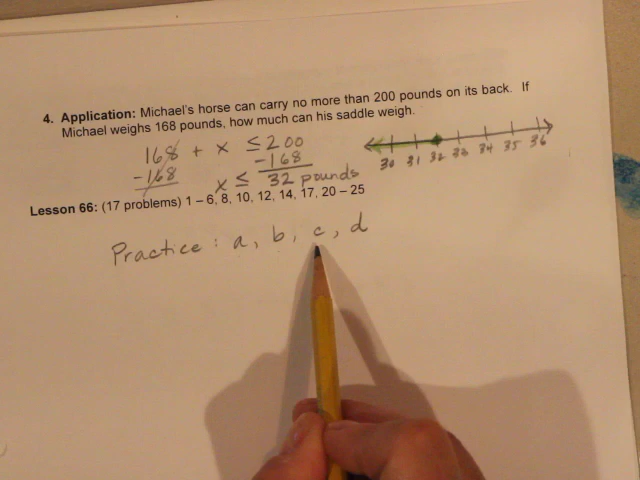 4. Application: Michael's horse can carry no more than 200 pounds on its back. If
Michael weighs 168 pounds, how much can his saddle weigh.
168 + x ≤ 200
-168 -168
x ≤ 32 pounds
30 31 32 33 34 35 36
Lesson 66: (17 problems) 1 – 6, 8, 10, 12, 14, 17, 20 – 25
Practice : a, b, c, d